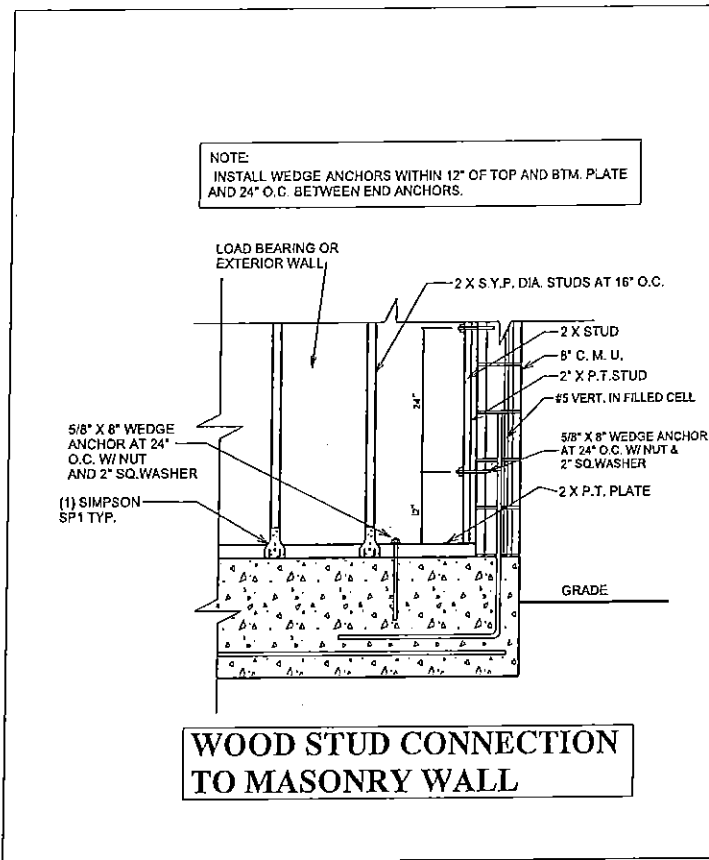 NOTE:
INSTALL WEDGE ANCHORS WITHIN 12" OF TOP AND BTM. PLATE
AND 24" O.C. BETWEEN END ANCHORS.
LOAD BEARING OR
EXTERIOR WALL
2 X S.Y.P. DIA. STUDS AT 16" O.C.
2 X STUD
8" C. M. U.
2" X P.T.STUD
#5 VERT. IN FILLED CELL
5/8" X 8" WEDGE ANCHOR
AT 24" O.C. W/ NUT &
2" SQ.WASHER
2 X P.T. PLATE
24"
12"
5/8" X 8" WEDGE
ANCHOR AT 24"
O.C. W/ NUT
AND 2" SQ.WASHER
(1) SIMPSON
SP1 TYP.
GRADE
WOOD STUD CONNECTION
TO MASONRY WALL